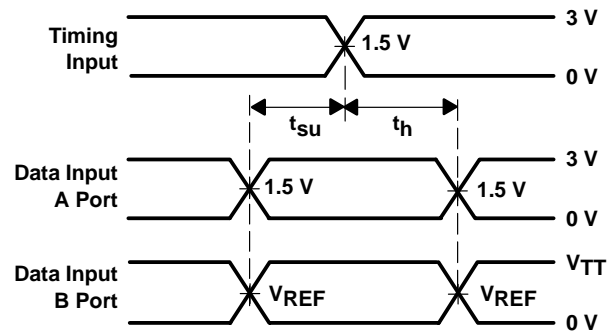 Timing
Input
1.5 V
3 V
0 V
tsu
th
Data Input
A Port
1.5 V
1.5 V
3 V
0 V
Data Input
B Port
VREF
VREF
VTT
0 V